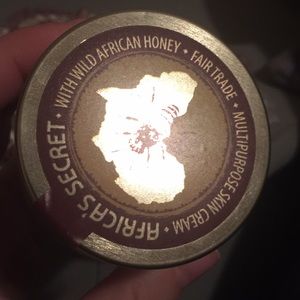 AFRICA'S SECRET • WITH WILD AFRICAN HONEY • FAIR TRADE • MULTIPURPOSE SKIN CREAM •